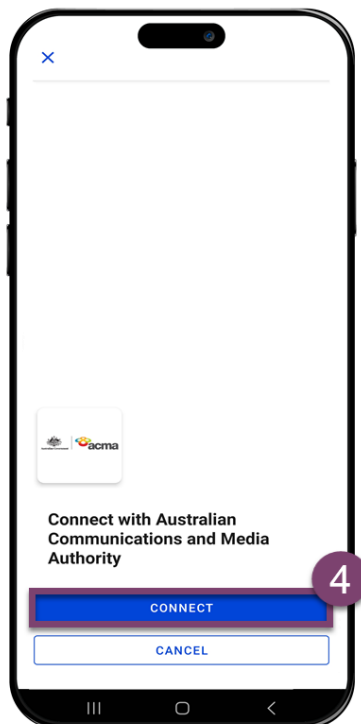 acma
Connect with Australian
Communications and Media
Authority
4
CONNECT
CANCEL